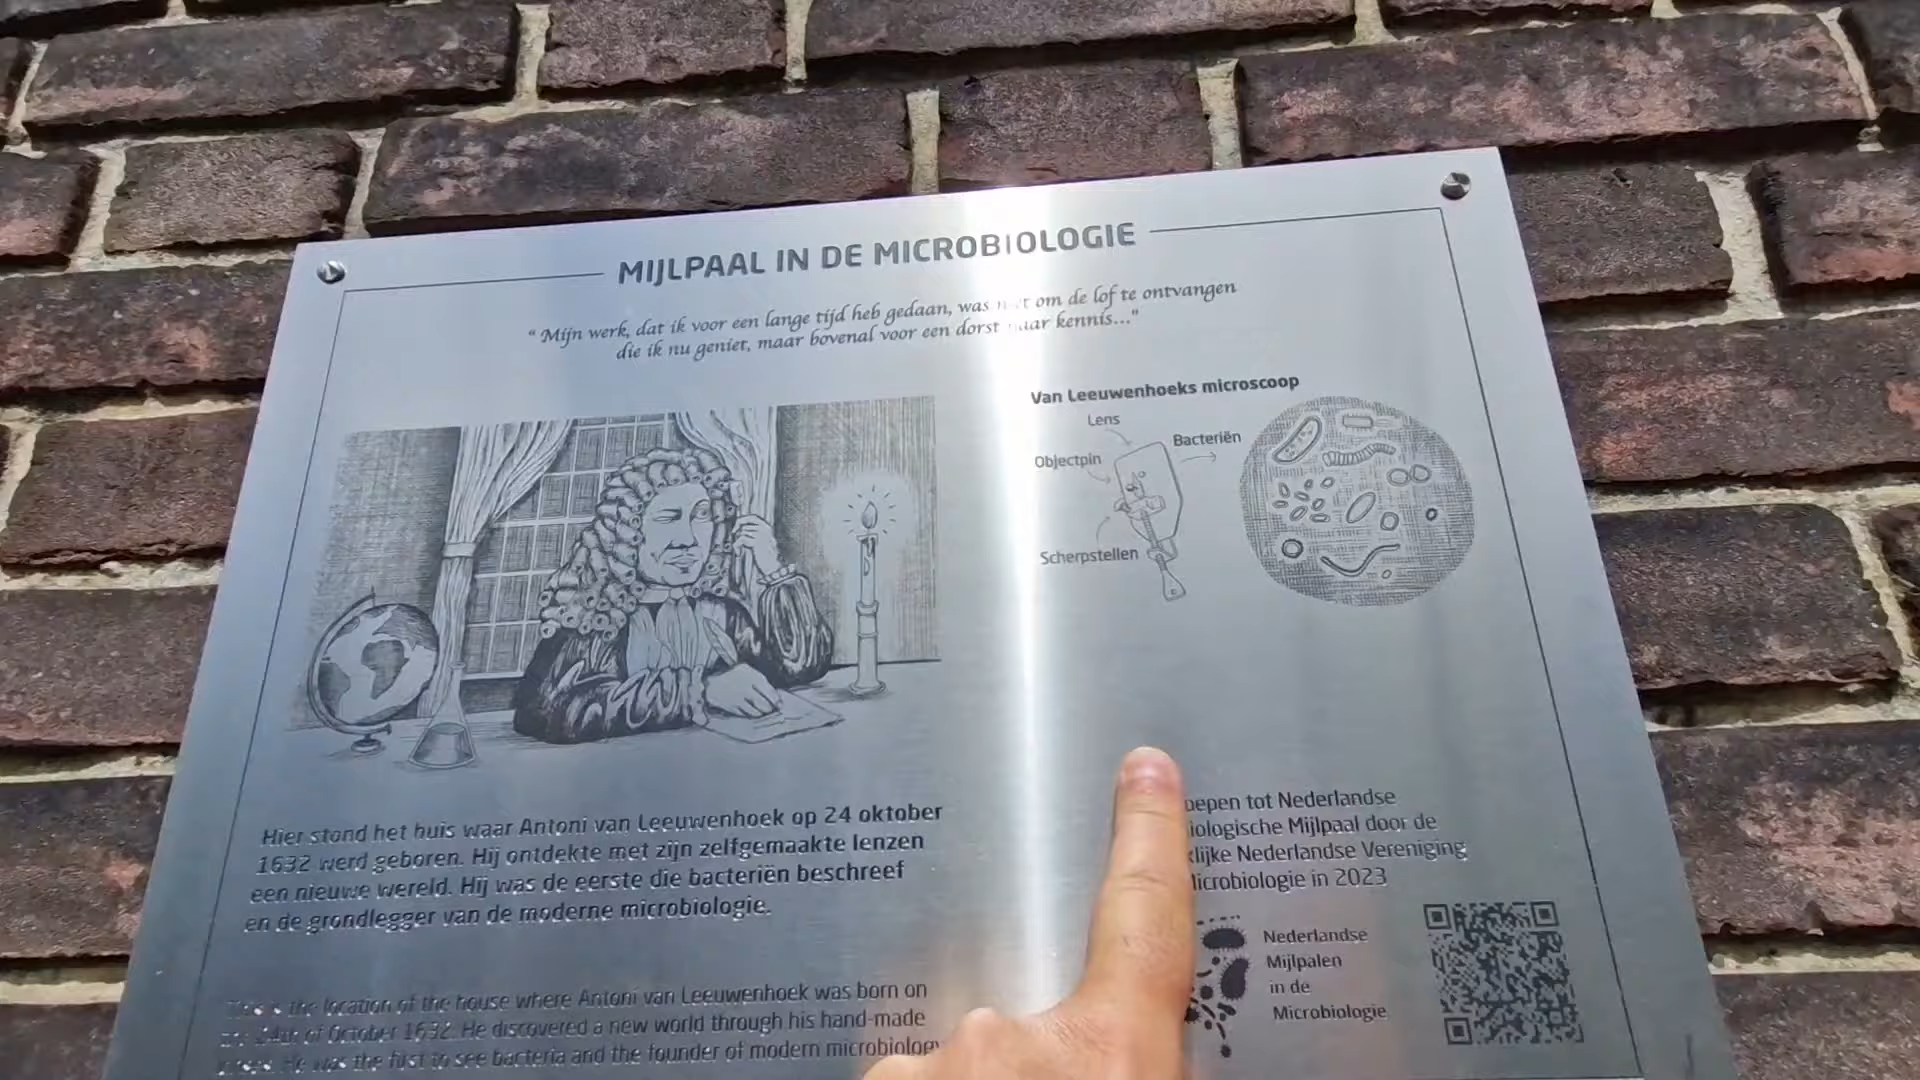 MIJLPAAL IN DE MICROBIOLOGIE
“ Mijn werk, dat ik voor een lange tijd heb gedaan, was om de lof te ontvangen
die ik nu geniet, maar bovenal voor een dorst kennis...”
Van Leeuwenhoeks microscoop
Lens
Bacteriën
Objectpin
Scherpstellen
Hier stond het huis waar Antoni van Leeuwenhoek op 24 oktober
1632 werd geboren. Hij ontdekte met zijn zelfgemaakte lenzen
een nieuwe wereld. Hij was de eerste die bacteriën beschreef
en de grondlegger van de moderne microbiologie.
This is the location of the house where Antoni van Leeuwenhoek was born on
24th of October 1632. He discovered a new world through his hand-made
He was the first to see bacteria and the founder of modern
tot Nederlandse
Mijlpaal door de
Nederlandse Vereniging
in 2023
Nederlandse
Mijlpalen
in de
Microbiologie